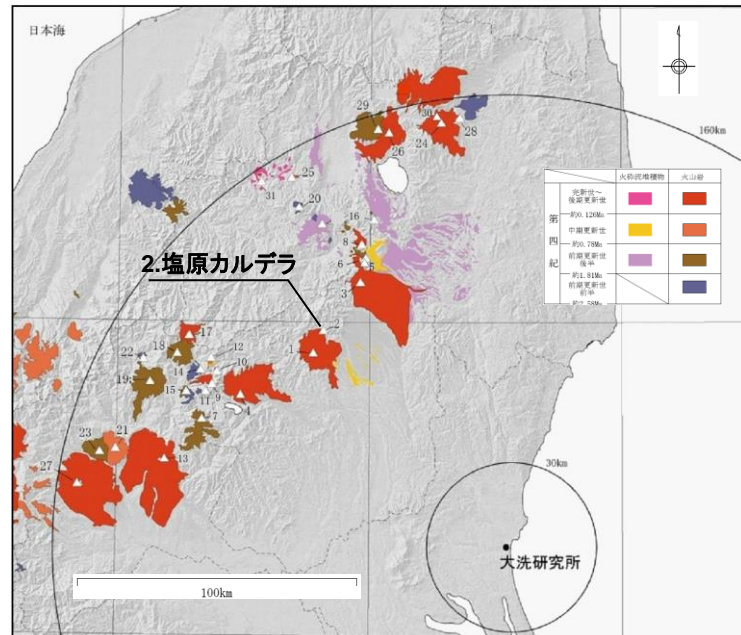 日本海
160km
29
30
28
24
26
25
31
20
16
8
6
5
3
2.塩原カルデラ
2
1
17
18
12
22
14
10
19
15
9
11
4
7
23
21
13
27
30km
大洗研究所
100km
火砕流堆積物 火山岩
第四紀
完新世～
後期更新世
約0.126Ma
中期更新世
約0.78Ma
前期更新世
後半
約1.81Ma
前期更新世
前半
約2.58Ma